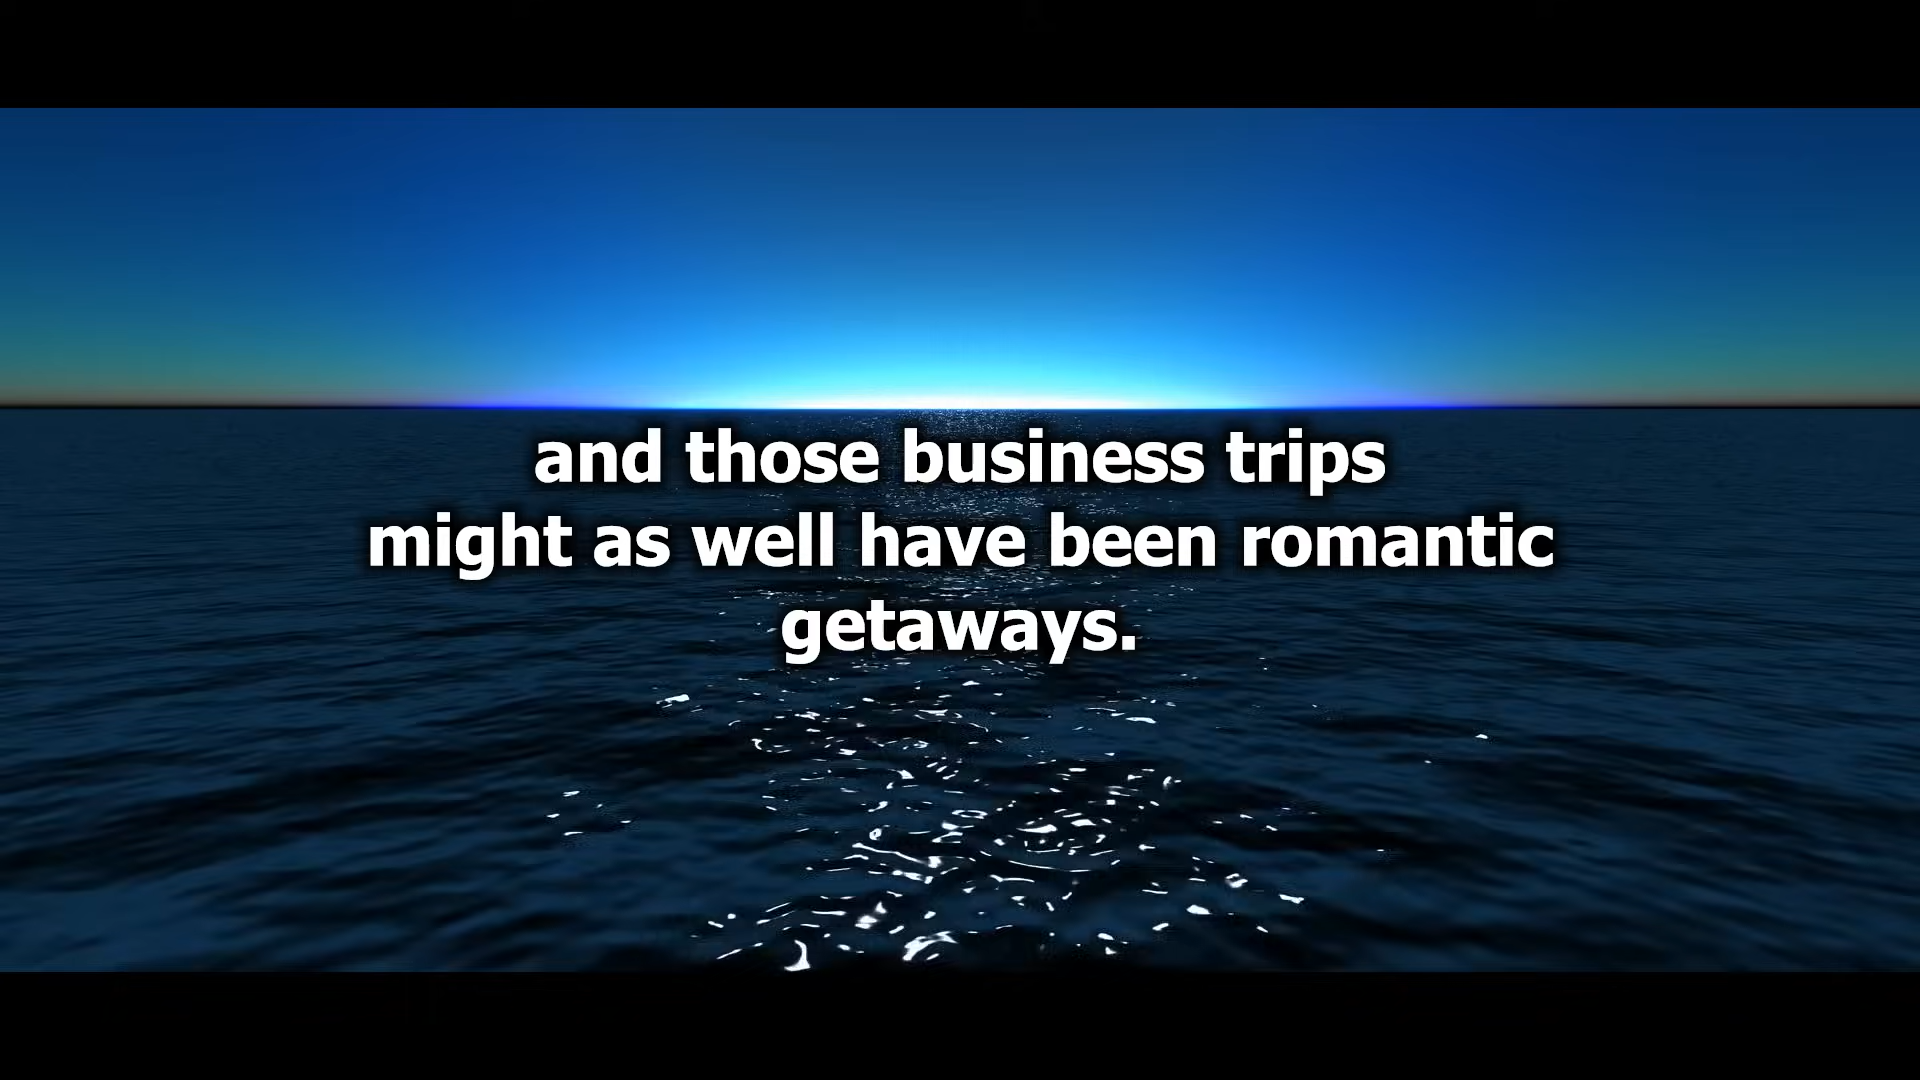 and those business trips
might as well have been romantic
getaways.